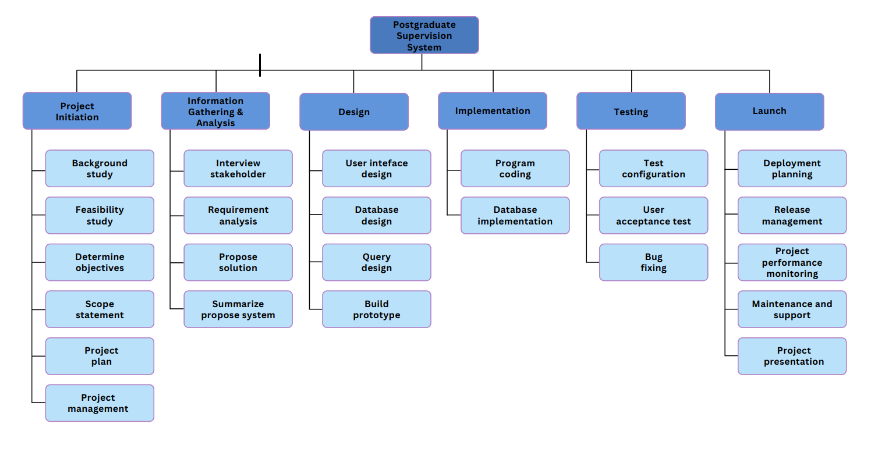 Postgraduate
Supervision
System
Project
Initiation
Background
study
Feasibility
study
Determine
objectives
Scope
statement
Project
plan
Project
management
Information
Gathering &
Analysis
Interview
stakeholder
Requirement
analysis
Propose
solution
Summarize
propose system
Design
User inteface
design
Database
design
Query
design
Build
prototype
Implementation
Program
coding
Database
implementation
Testing
Test
configuration
User
acceptance test
Bug
fixing
Launch
Deployment
planning
Release
management
Project
performance
monitoring
Maintenance and
support
Project
presentation